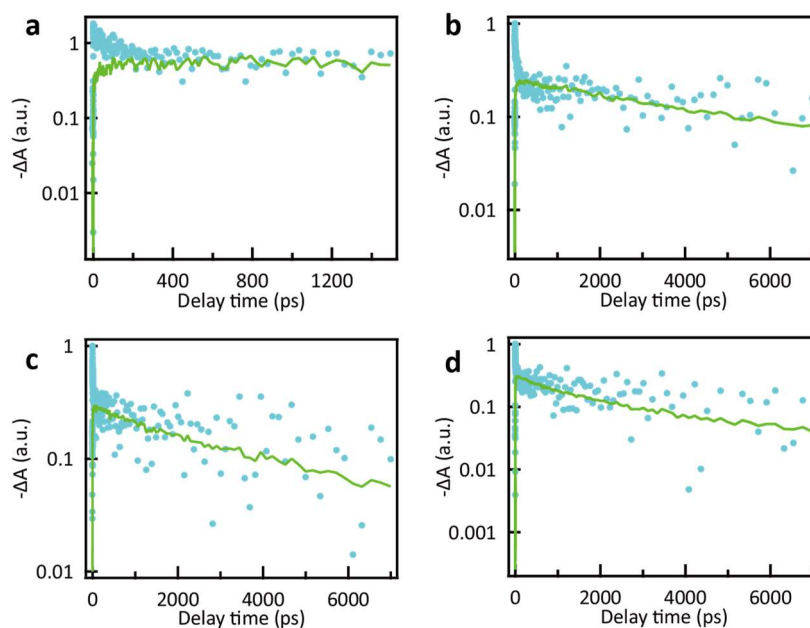 a
b
1
0.1
0.01
-ΔA (a.u.)
0 400 800 1200
Delay time (ps)
1
0.1
0.01
-ΔA (a.u.)
0 2000 4000 6000
Delay time (ps)
c
d
1
0.1
0.01
-ΔA (a.u.)
0 2000 4000 6000
Delay time (ps)
1
0.1
0.01
0.001
-ΔA (a.u.)
0 2000 4000 6000
Delay time (ps)